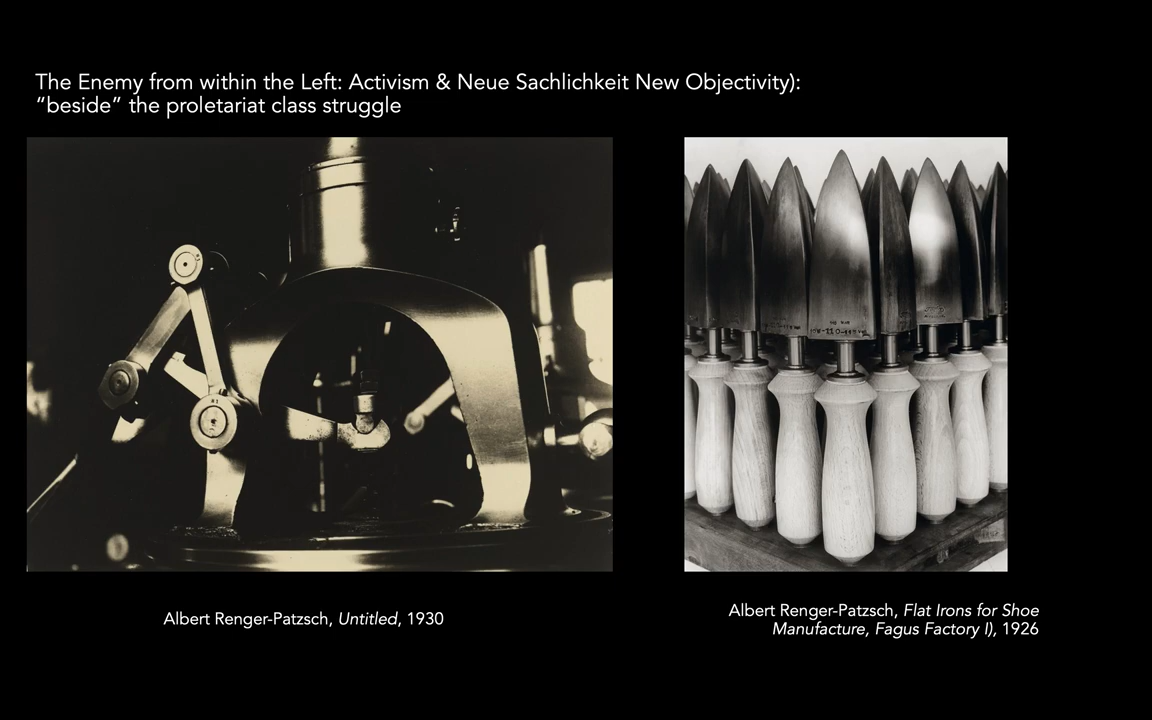 The Enemy from within the Left: Activism & Neue Sachlichkeit New Objectivity):
“beside” the proletariat class struggle
Albert Renger-Patzsch, Untitled, 1930
Albert Renger-Patzsch, Flat Irons for Shoe
Manufacture, Fagus Factory I), 1926